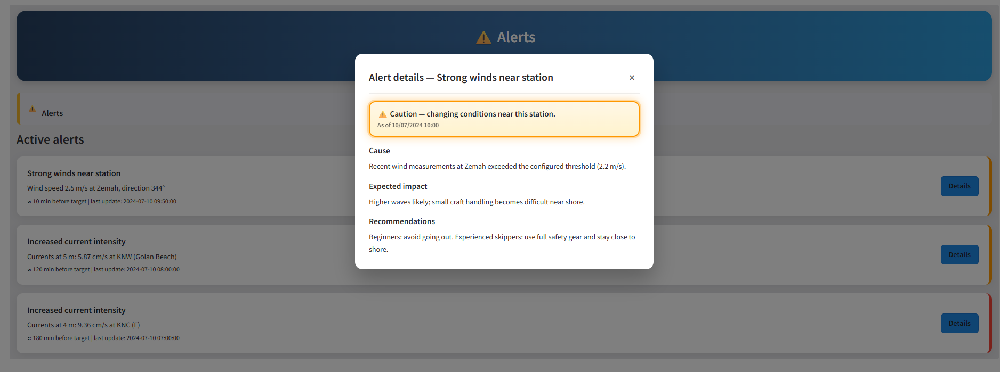 ⚠️ Alerts
Alert details — Strong winds near station ×
⚠️ Caution — changing conditions near this station.
As of 10/07/2024 10:00
Cause
Recent wind measurements at Zemah exceeded the configured threshold (2.2 m/s).
Expected impact
Higher waves likely; small craft handling becomes difficult near shore.
Recommendations
Beginners: avoid going out. Experienced skippers: use full safety gear and stay close to
shore.
⚠️ Alerts
Active alerts
Strong winds near station
Wind speed 2.5 m/s at Zemah, direction 344°
≈ 10 min before target | last update: 2024-07-10 09:50:00
Details
Increased current intensity
Currents at 5 m: 5.87 cm/s at KNW (Golan Beach)
≈ 120 min before target | last update: 2024-07-10 08:00:00
Details
Increased current intensity
Currents at 4 m: 9.36 cm/s at KNC (F)
≈ 180 min before target | last update: 2024-07-10 07:00:00
Details